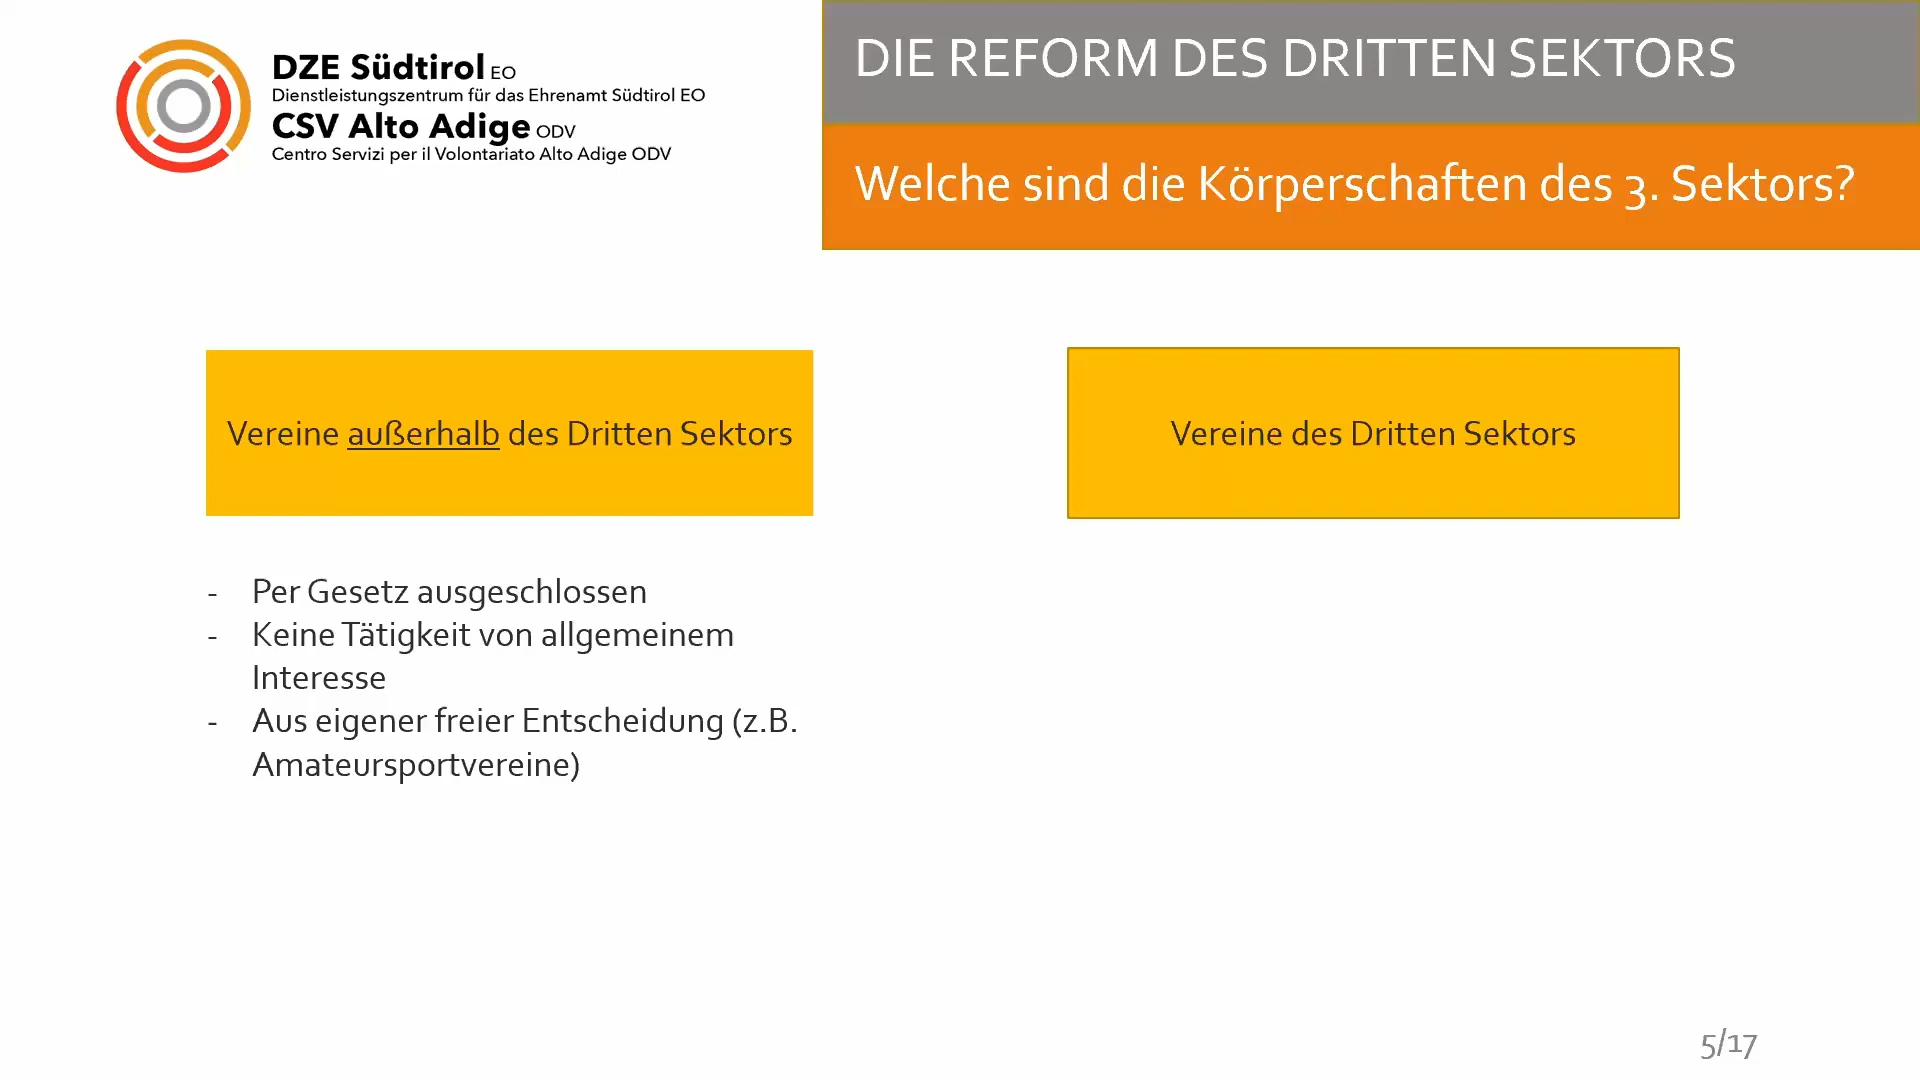 DZE Südtirol EO
Dienstleistungszentrum für das Ehrenamt Südtirol EO
CSV Alto Adige ODV
Centro Servizi per il Volontariato Alto Adige ODV
DIE REFORM DES DRITTEN SEKTORS
Welche sind die Körperschaften des 3. Sektors?
Vereine außerhalb des Dritten Sektors
- Per Gesetz ausgeschlossen
- Keine Tätigkeit von allgemeinem
Interesse
- Aus eigener freier Entscheidung (z.B.
Amateursportvereine)
Vereine des Dritten Sektors
5/17